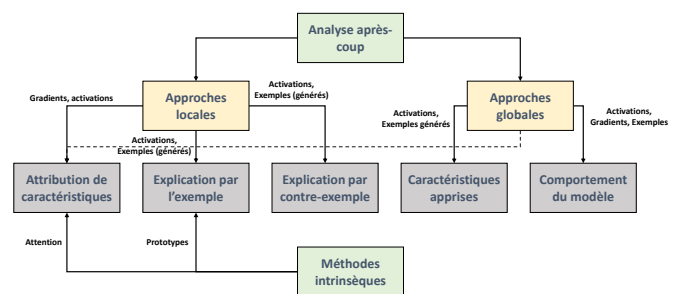 Analyse après-
coup
Activations,
Exemples (générés)
Gradients, activations
Approches
locales
Approches
globales
Activations,
Exemples générés
Activations,
Gradients, Exemples
Activations,
Exemples (générés)
Attribution de
caractéristiques
Explication par
l'exemple
Explication par
contre-exemple
Caractéristiques
apprises
Comportement
du modèle
Attention
Prototypes
Méthodes
intrinsèques